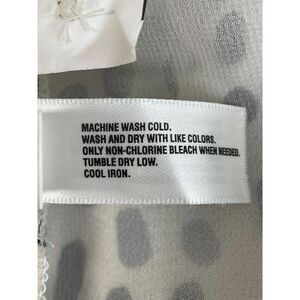 MACHINE WASH COLD.
WASH AND DRY WITH LIKE COLORS.
ONLY NON-CHLORINE BLEACH WHEN NEEDED.
TUMBLE DRY LOW.
COOL IRON.